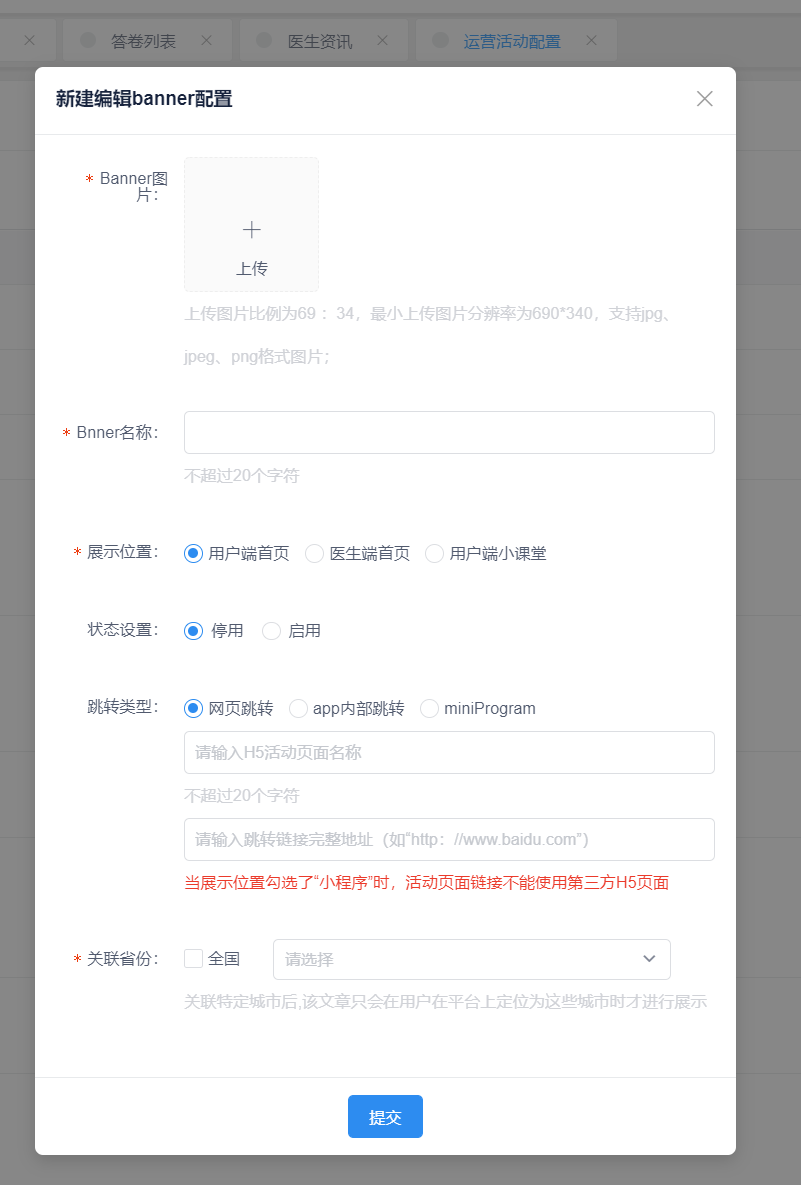 答卷列表 医生资讯 运营活动配置
新建编辑banner配置
* Banner图
片：
上传
上传图片比例为69 ：34，最小上传图片分辨率为690*340，支持jpg、
jpeg、png格式图片；
* Bnner名称：
不超过20个字符
* 展示位置： 用户端首页 医生端首页 用户端小课堂
状态设置： 停用 启用
跳转类型： 网页跳转 app内部跳转 miniProgram
请输入H5活动页面名称
不超过20个字符
请输入跳转链接完整地址（如“http：//www.baidu.com”）
当展示位置勾选了“小程序”时，活动页面链接不能使用第三方H5页面
* 关联省份： 全国 请选择
关联特定城市后,该文章只会在用户在平台上定位为这些城市时才进行展示
提交